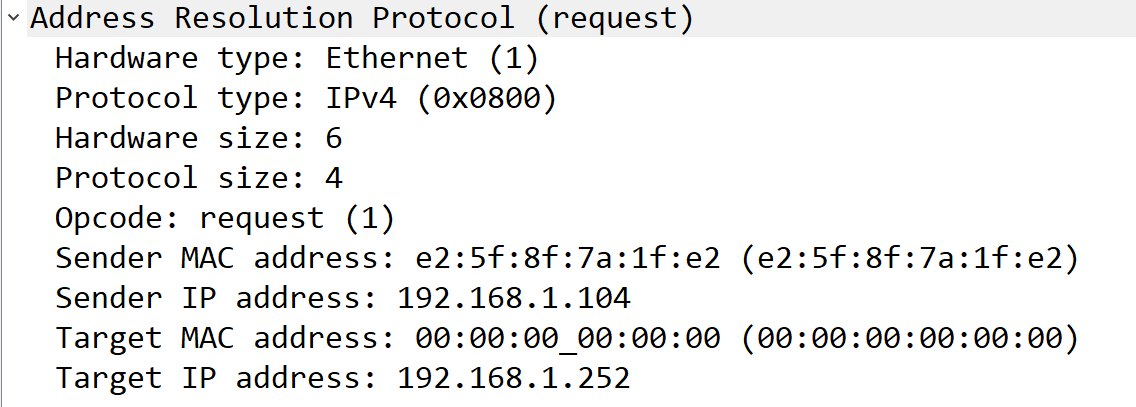 Address Resolution Protocol (request)
Hardware type: Ethernet (1)
Protocol type: IPv4 (0x0800)
Hardware size: 6
Protocol size: 4
Opcode: request (1)
Sender MAC address: e2:5f:8f:7a:1f:e2 (e2:5f:8f:7a:1f:e2)
Sender IP address: 192.168.1.104
Target MAC address: 00:00:00_00:00:00 (00:00:00:00:00:00)
Target IP address: 192.168.1.252